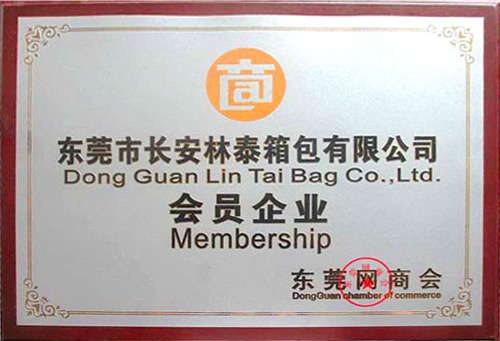 东莞市长安林泰箱包有限公司
Dong Guan Lin Tai Bag Co.,Ltd.
会员企业
Membership
东莞网商会
DongGuan chamber of commerce